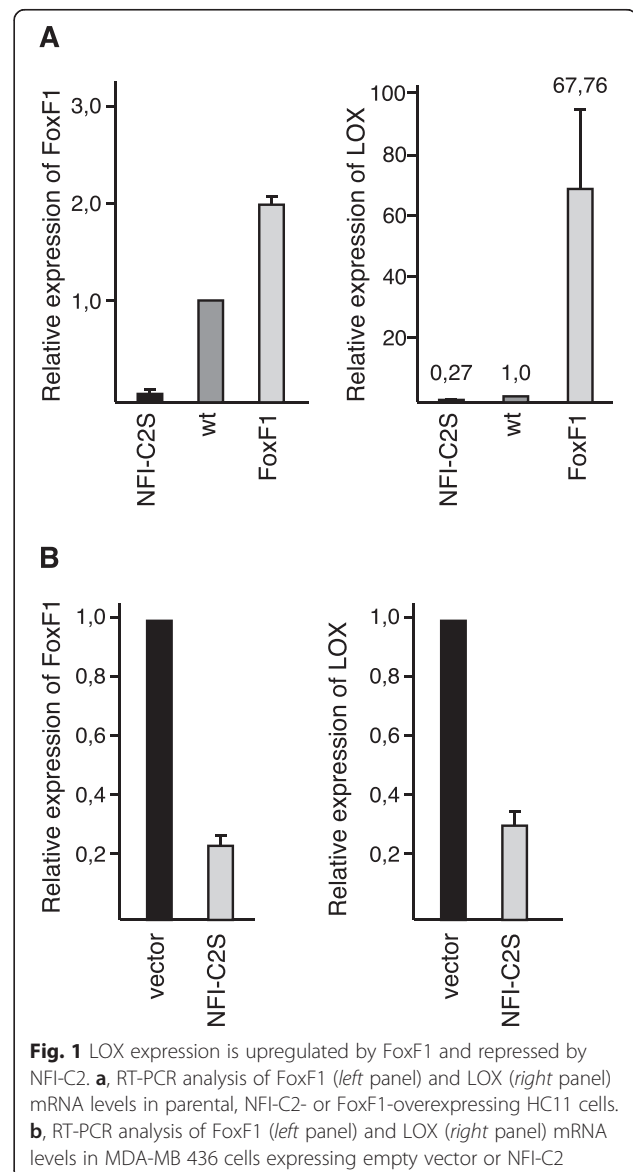 A
Relative expression of FoxF1
3,0
2,0
1,0
NFI-C2S
wt
FoxF1
Relative expression of LOX
100
80
60
40
20
0,27
1,0
67,76
NFI-C2S
wt
FoxF1
B
Relative expression of FoxF1
1,0
0,8
0,6
0,4
0,2
vector
NFI-C2S
Relative expression of LOX
1,0
0,8
0,6
0,4
0,2
vector
NFI-C2S
Fig. 1 LOX expression is upregulated by FoxF1 and repressed by
NFI-C2. a, RT-PCR analysis of FoxF1 (left panel) and LOX (right panel)
mRNA levels in parental, NFI-C2- or FoxF1-overexpressing HC11 cells.
b, RT-PCR analysis of FoxF1 (left panel) and LOX (right panel) mRNA
levels in MDA-MB 436 cells expressing empty vector or NFI-C2